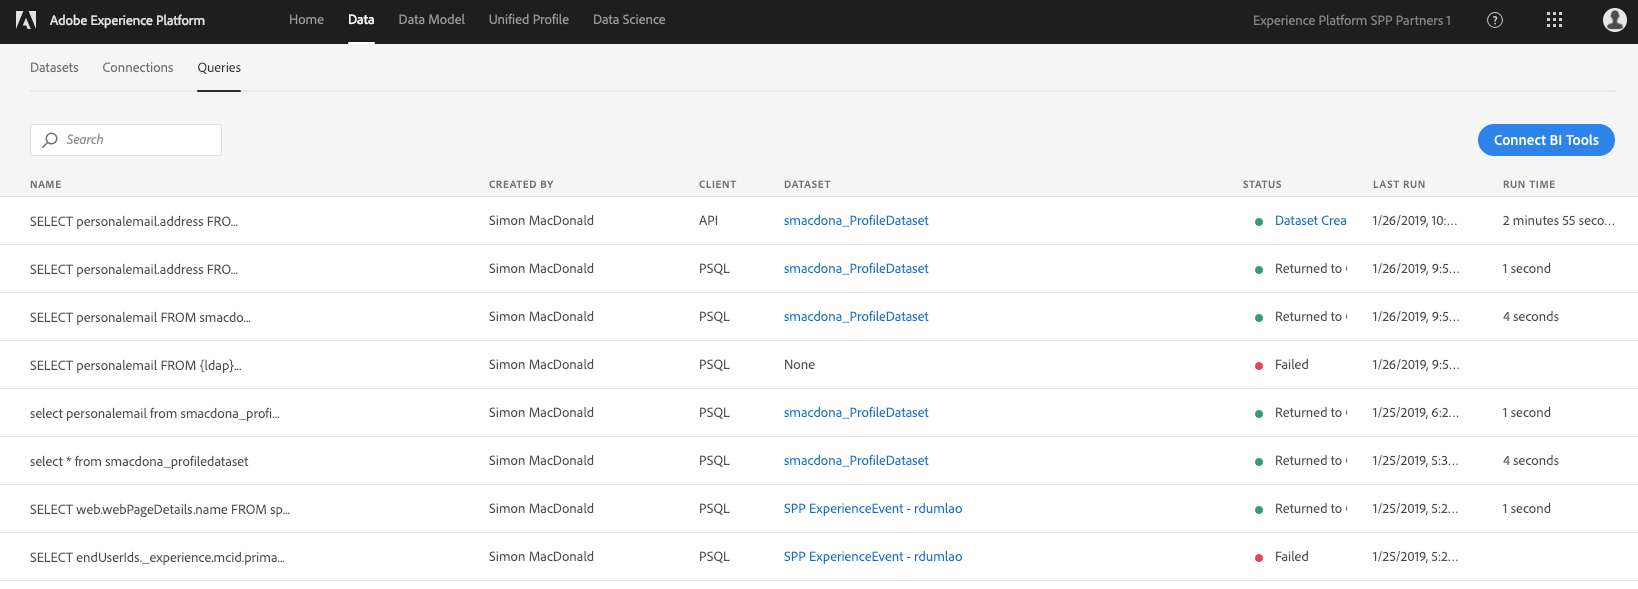 Adobe Experience Platform Home Data Data Model Unified Profile Data Science Experience Platform SPP Partners 1
Datasets Connections Queries
Search Connect BI Tools
NAME CREATED BY CLIENT DATASET STATUS LAST RUN RUN TIME
SELECT personalemail.address FRO... Simon MacDonald API smacdona_ProfileDataset Dataset Crea 1/26/2019, 10:... 2 minutes 55 seco...
SELECT personalemail.address FRO... Simon MacDonald PSQL smacdona_ProfileDataset Returned to 1/26/2019, 9:5... 1 second
SELECT personalemail FROM smacdo... Simon MacDonald PSQL smacdona_ProfileDataset Returned to 1/26/2019, 9:5... 4 seconds
SELECT personalemail FROM {ldap}... Simon MacDonald PSQL None Failed 1/26/2019, 9:5...
select personalemail from smacdona_profi... Simon MacDonald PSQL smacdona_ProfileDataset Returned to 1/25/2019, 6:2... 1 second
select * from smacdona_profiledataset Simon MacDonald PSQL smacdona_ProfileDataset Returned to 1/25/2019, 5:3... 4 seconds
SELECT web.webPageDetails.name FROM sp... Simon MacDonald PSQL SPP ExperienceEvent - rdumlao Returned to 1/25/2019, 5:2... 1 second
SELECT endUserIds._experience.mcid.prima... Simon MacDonald PSQL SPP ExperienceEvent - rdumlao Failed 1/25/2019, 5:2...